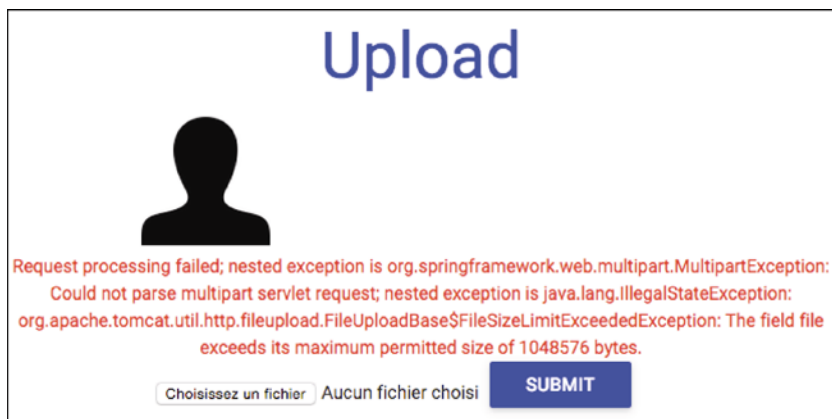 Upload
Request processing failed; nested exception is org.springframework.web.multipart.MultipartException:
Could not parse multipart servlet request; nested exception is java.lang.IllegalStateException:
org.apache.tomcat.util.http.fileupload.FileUploadBase$FileSizeLimitExceededException: The field file
exceeds its maximum permitted size of 1048576 bytes.
Choisissez un fichier Aucun fichier choisi SUBMIT